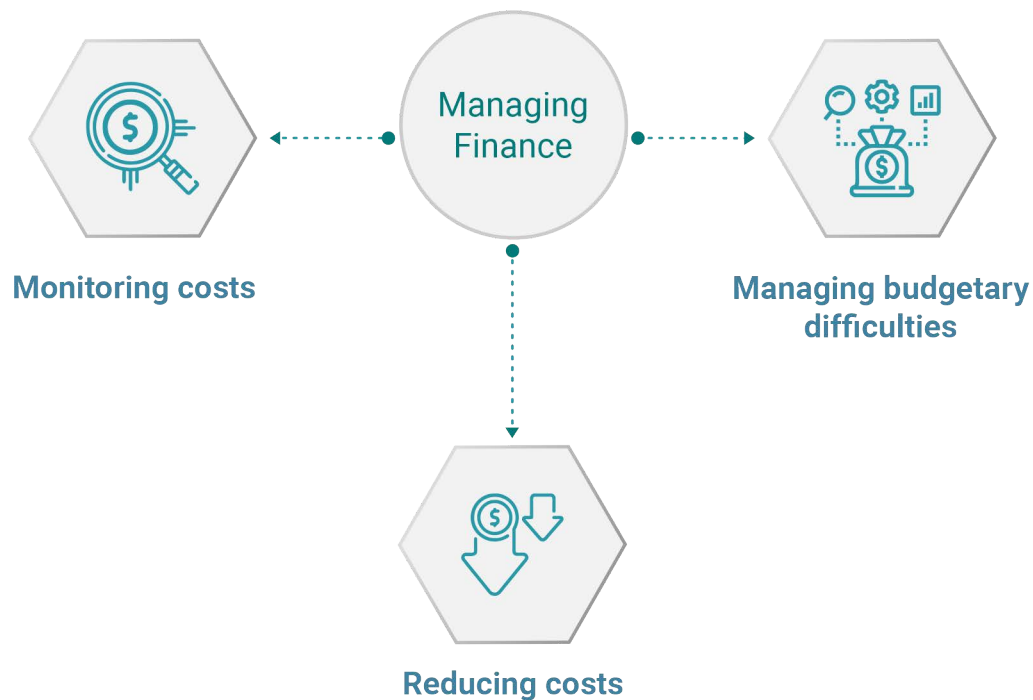 Managing
Finance
Monitoring costs
Managing budgetary
difficulties
Reducing costs